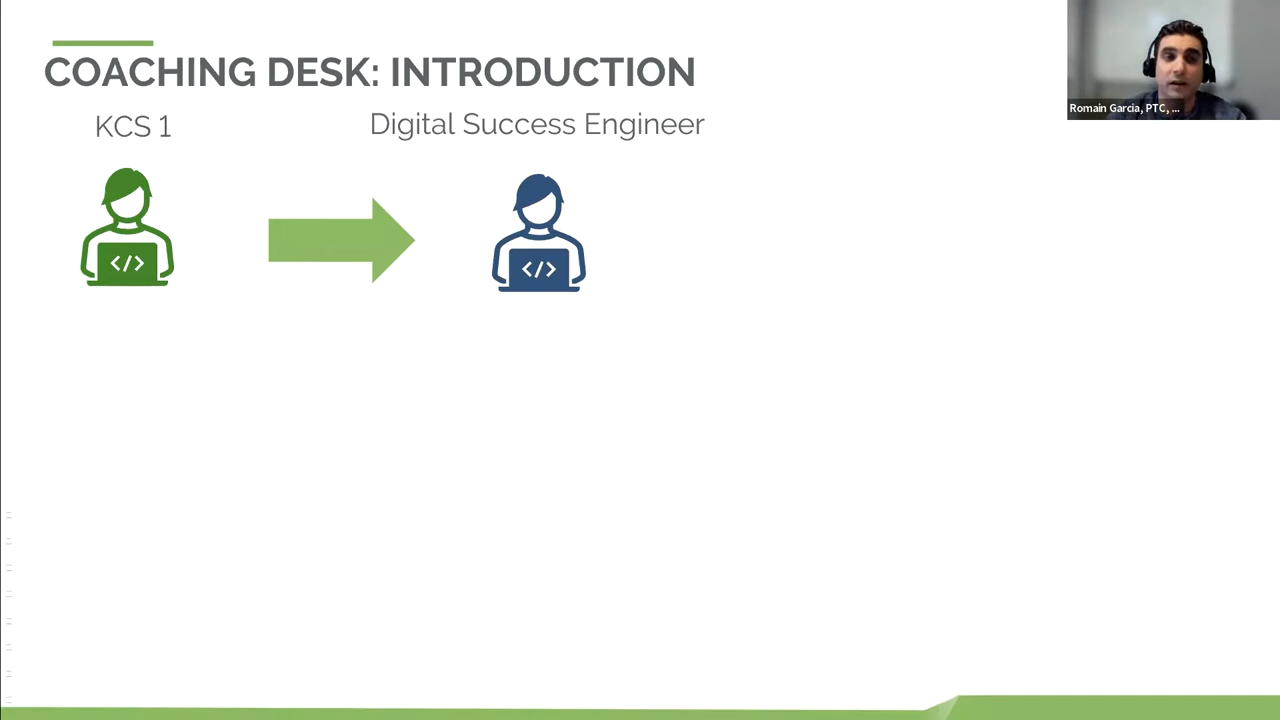 COACHING DESK: INTRODUCTION
KCS 1
Digital Success Engineer
</>
</>
Romain Garcia, PTC, ...